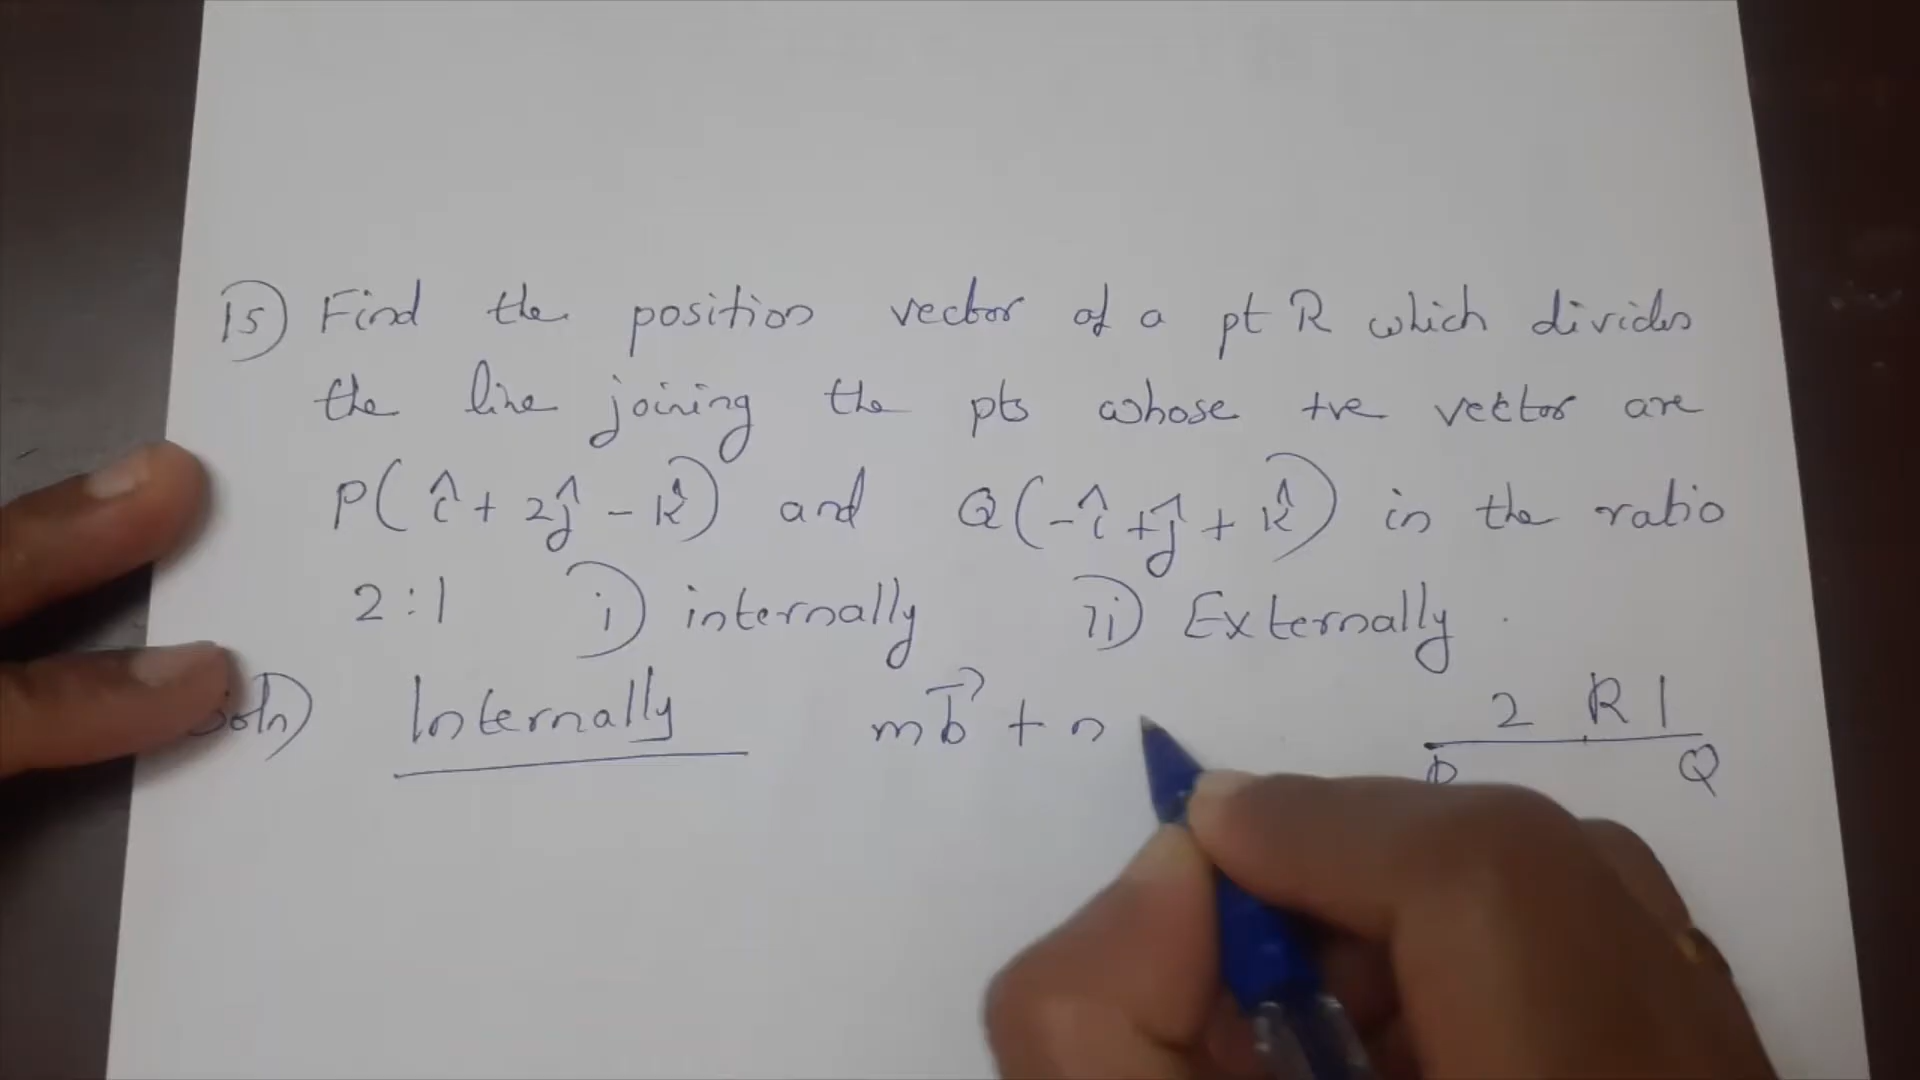 15) Find the position vector of a pt R which divides
the line joining the pts whose +ve vector are
P(î + 2ĵ - k̂) and Q(-î + ĵ + k̂) in the ratio
2:1 i) internally ii) Externally.
Soln) Internally mb⃗ + n 2 R 1
P Q